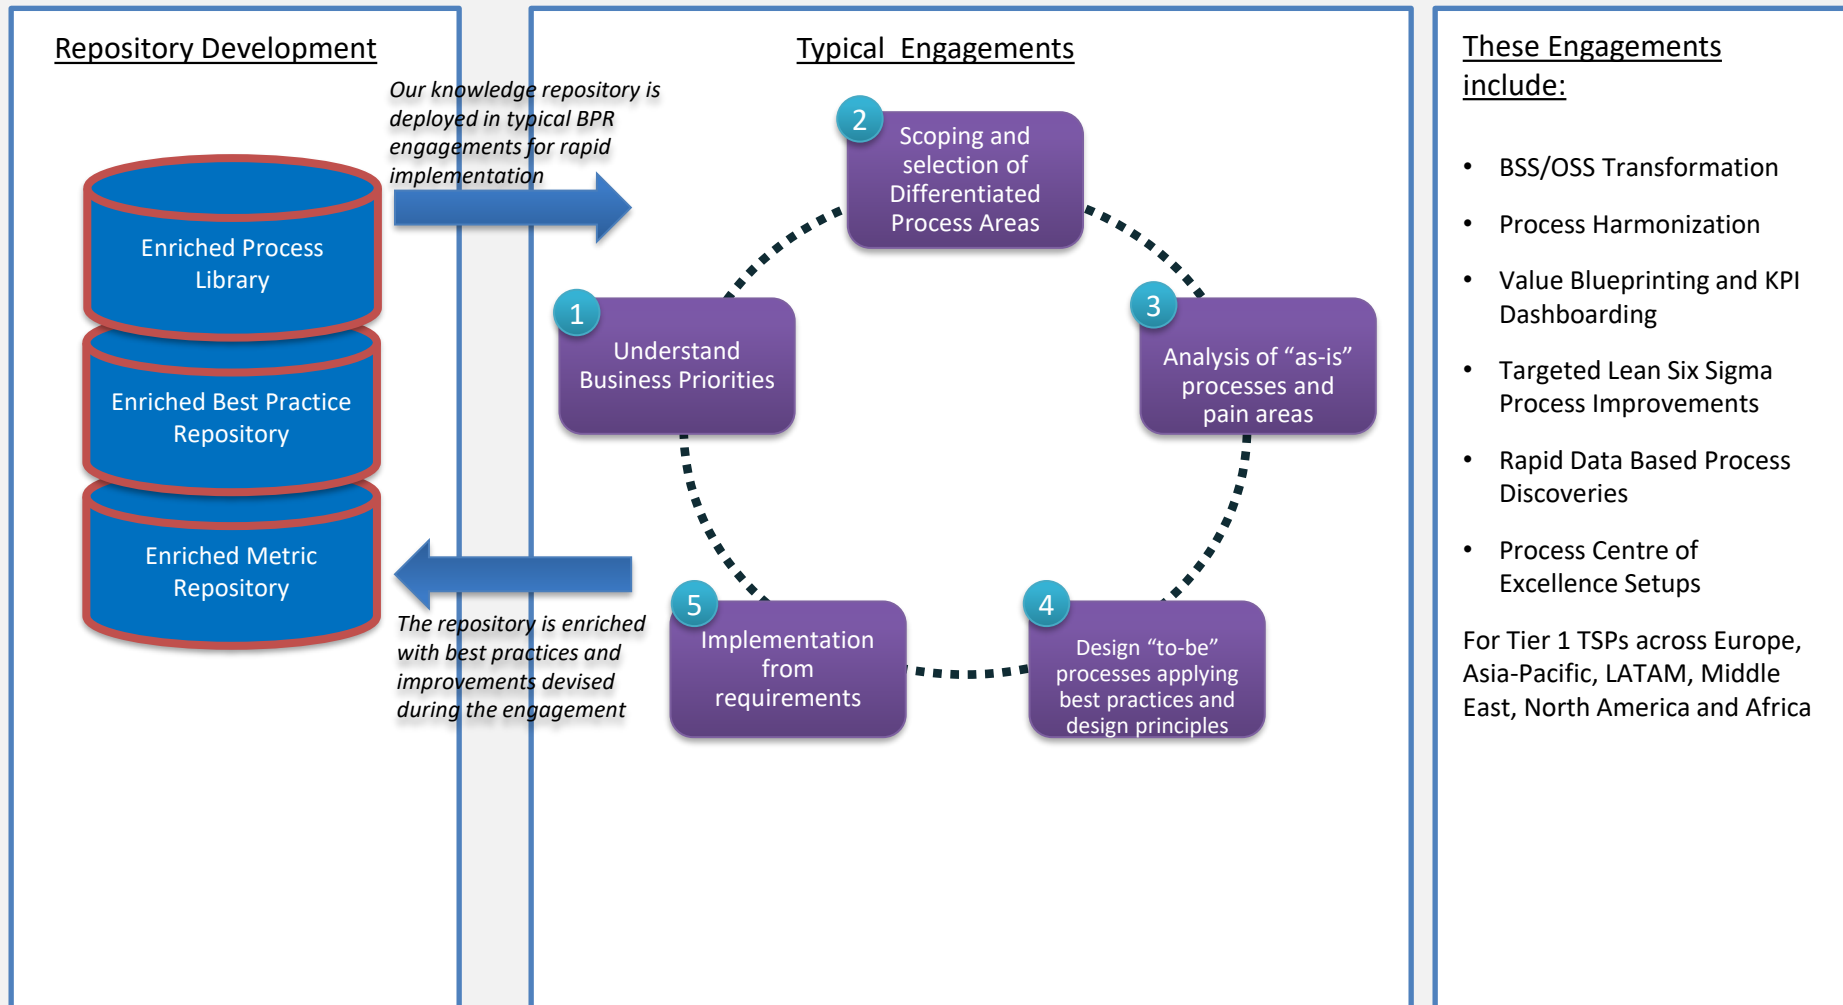 Repository Development
Our knowledge repository is
deployed in typical BPR
engagements for rapid
implementation
Enriched Process
Library
Enriched Best Practice
Repository
Enriched Metric
Repository
The repository is enriched
with best practices and
improvements devised
during the engagement
Typical Engagements
1
Understand
Business Priorities
2
Scoping and
selection of
Differentiated
Process Areas
3
Analysis of “as-is”
processes and
pain areas
4
Design “to-be”
processes applying
best practices and
design principles
5
Implementation
from
requirements
These Engagements
include:
• BSS/OSS Transformation
• Process Harmonization
• Value Blueprinting and KPI
Dashboarding
• Targeted Lean Six Sigma
Process Improvements
• Rapid Data Based Process
Discoveries
• Process Centre of
Excellence Setups
For Tier 1 TSPs across Europe,
Asia-Pacific, LATAM, Middle
East, North America and Africa